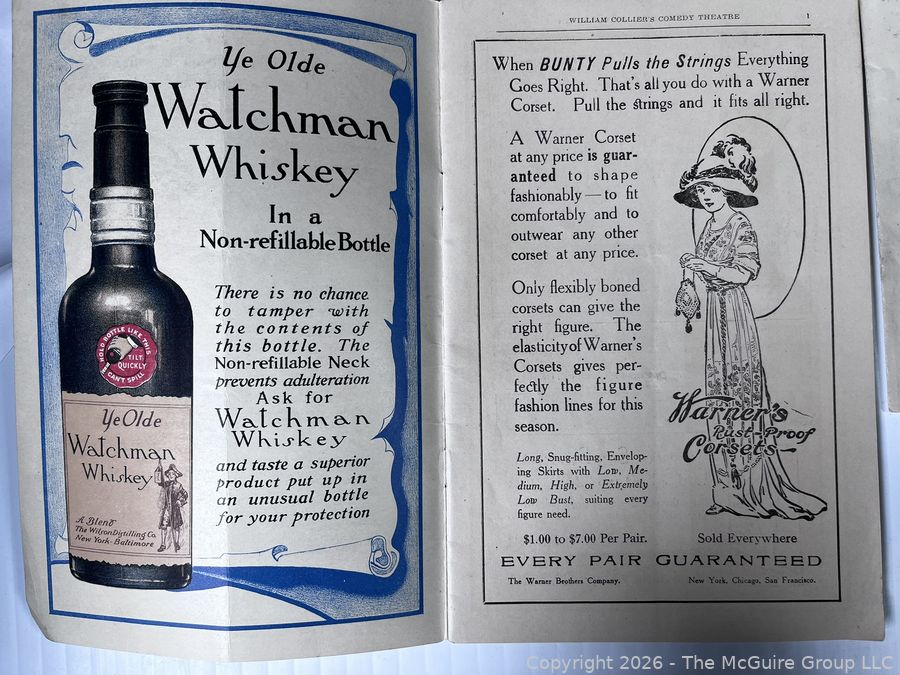 Ye Olde
Watchman
Whiskey
In a
Non-refillable Bottle
There is no chance
to tamper with
the contents of
this bottle. The
Non-refillable Neck
prevents adulteration
Ask for
Watchman
Whiskey
and taste a superior
product put up in
an unusual bottle
for your protection
HOLD BOTTLE LIKE THIS
TILT
QUICKLY
CAN'T SPILL
Ye Olde
Watchman
Whiskey
A Blend
The Wilson Distilling Co.
New York - Baltimore
WILLIAM COLLIER'S COMEDY THEATRE
1
When BUNTY Pulls the Strings Everything
Goes Right. That's all you do with a Warner
Corset. Pull the strings and it fits all right.
A Warner Corset
at any price is guar-
anteed to shape
fashionably—to fit
comfortably and to
outwear any other
corset at any price.
Only flexibly boned
corsets can give the
right figure. The
elasticity of Warner's
Corsets gives per-
fectly the figure
fashion lines for this
season.
Long, Snug-fitting, Envelop-
ing Skirts with Low, Me-
dium, High, or Extremely
Low Bust, suiting every
figure need.
Warner's
Rust-Proof
Corsets—
$1.00 to $7.00 Per Pair.
Sold Everywhere
EVERY PAIR GUARANTEED
The Warner Brothers Company.
New York, Chicago, San Francisco.
Copyright 2026 - The McGuire Group LLC